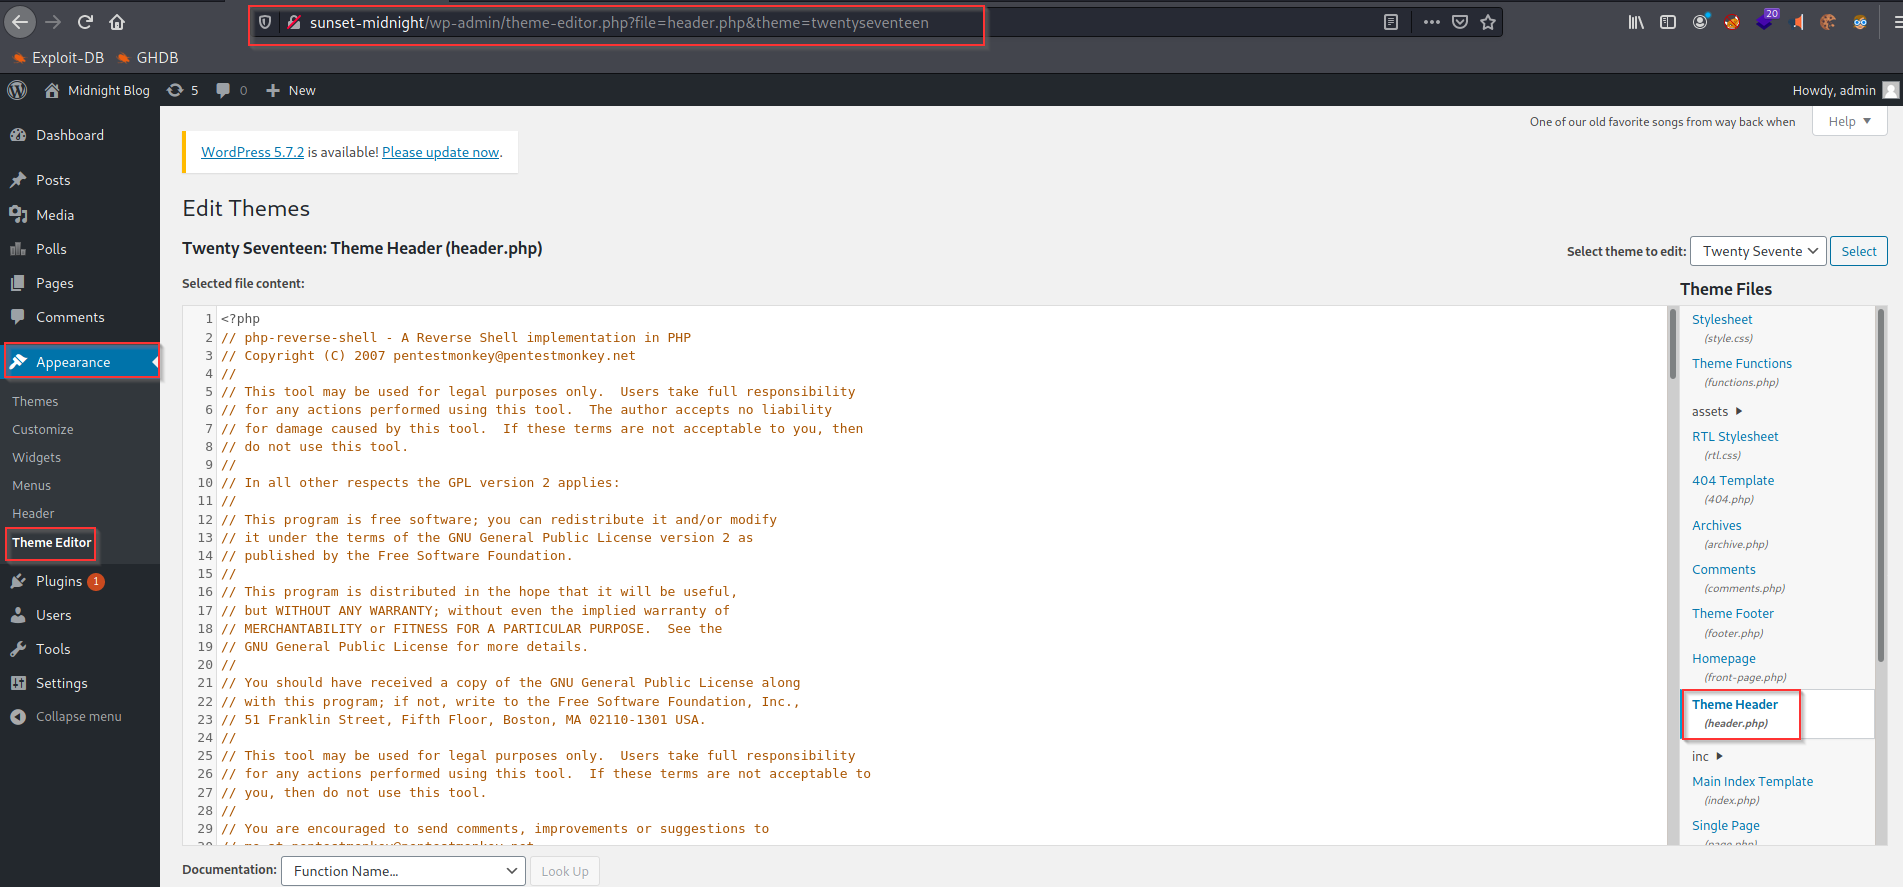 sunset-midnight/wp-admin/theme-editor.php?file=header.php&theme=twentyseventeen
20
Exploit-DB GHDB
Midnight Blog 5 0 New
Howdy, admin
Dashboard
Posts
Media
Polls
Pages
Comments
Appearance
Themes
Customize
Widgets
Menus
Header
Theme Editor
Plugins 1
Users
Tools
Settings
Collapse menu
One of our old favorite songs from way back when
Help
WordPress 5.7.2 is available! Please update now.
Edit Themes
Twenty Seventeen: Theme Header (header.php)
Select theme to edit: Twenty Sevente Select
Selected file content:
1 <?php
2 // php-reverse-shell - A Reverse Shell implementation in PHP
3 // Copyright (C) 2007 pentestmonkey@pentestmonkey.net
4 //
5 // This tool may be used for legal purposes only.  Users take full responsibility
6 // for any actions performed using this tool.  The author accepts no liability
7 // for damage caused by this tool.  If these terms are not acceptable to you, then
8 // do not use this tool.
9 //
10 // In all other respects the GPL version 2 applies:
11 //
12 // This program is free software; you can redistribute it and/or modify
13 // it under the terms of the GNU General Public License version 2 as
14 // published by the Free Software Foundation.
15 //
16 // This program is distributed in the hope that it will be useful,
17 // but WITHOUT ANY WARRANTY; without even the implied warranty of
18 // MERCHANTABILITY or FITNESS FOR A PARTICULAR PURPOSE.  See the
19 // GNU General Public License for more details.
20 //
21 // You should have received a copy of the GNU General Public License along
22 // with this program; if not, write to the Free Software Foundation, Inc.,
23 // 51 Franklin Street, Fifth Floor, Boston, MA 02110-1301 USA.
24 //
25 // This tool may be used for legal purposes only.  Users take full responsibility
26 // for any actions performed using this tool.  If these terms are not acceptable to
27 // you, then do not use this tool.
28 //
29 // You are encouraged to send comments, improvements or suggestions to
30 // me at pentestmonkey@pentestmonkey.net
Theme Files
Stylesheet
(style.css)
Theme Functions
(functions.php)
assets
RTL Stylesheet
(rtl.css)
404 Template
(404.php)
Archives
(archive.php)
Comments
(comments.php)
Theme Footer
(footer.php)
Homepage
(front-page.php)
Theme Header
(header.php)
inc
Main Index Template
(index.php)
Single Page
(page.php)
Documentation: Function Name... Look Up